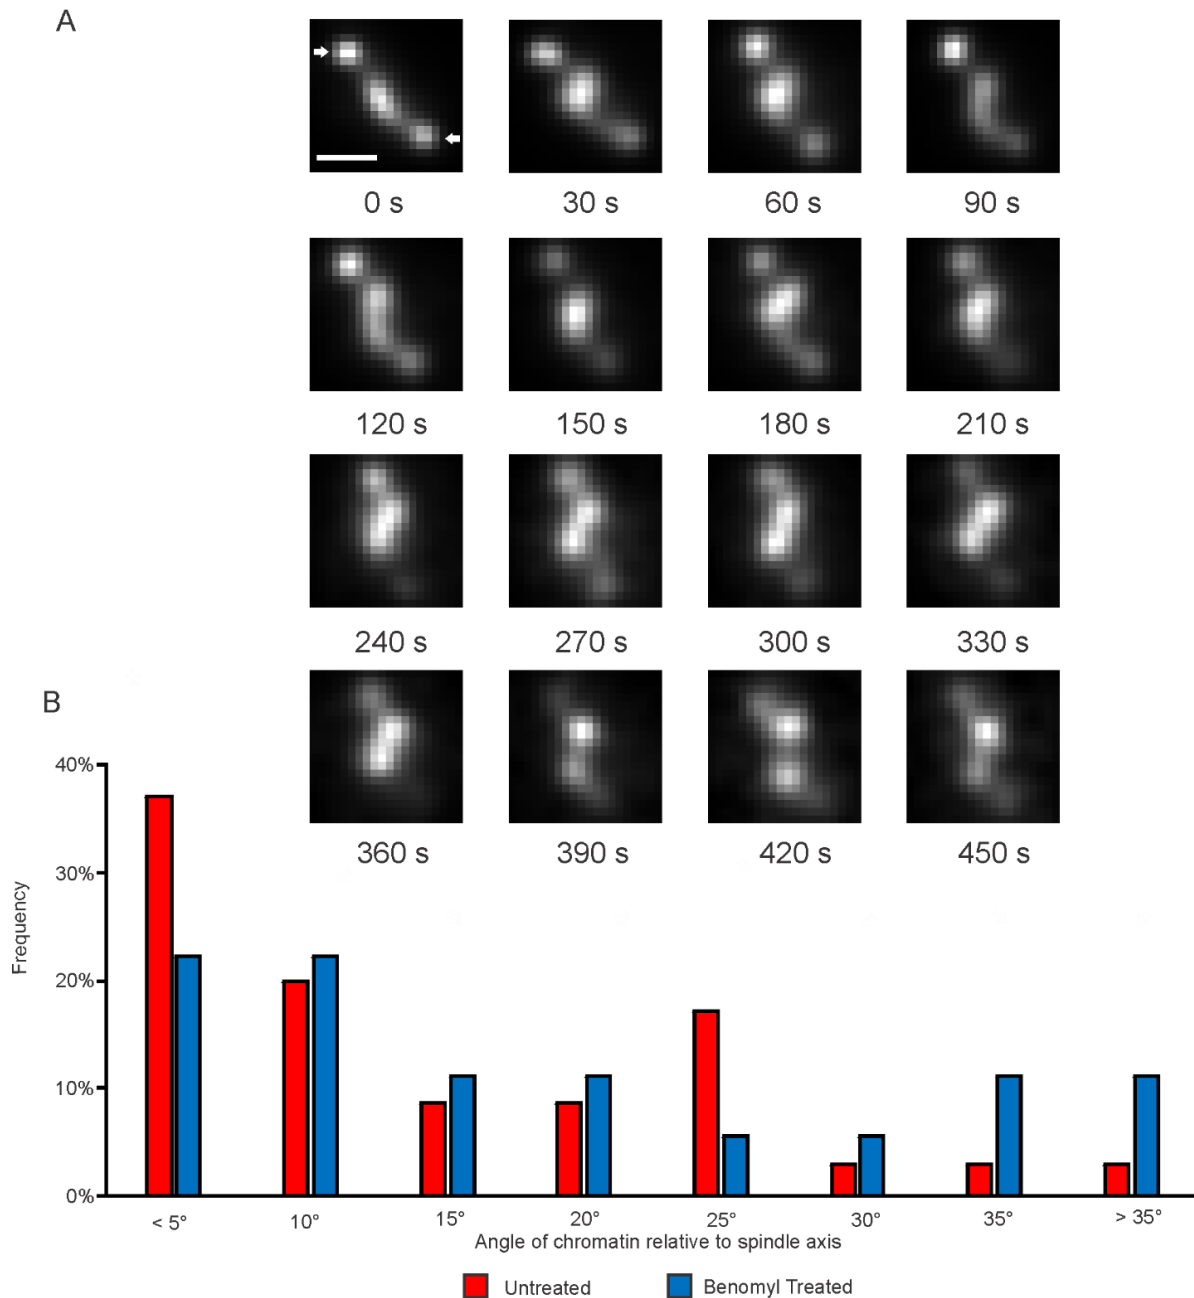 A
0 s
30 s
60 s
90 s
120 s
150 s
180 s
210 s
240 s
270 s
300 s
330 s
360 s
390 s
420 s
450 s
B
40%
30%
20%
10%
0%
Frequency
< 5° 10° 15° 20° 25° 30° 35° > 35°
Angle of chromatin relative to spindle axis
Untreated Benomyl Treated